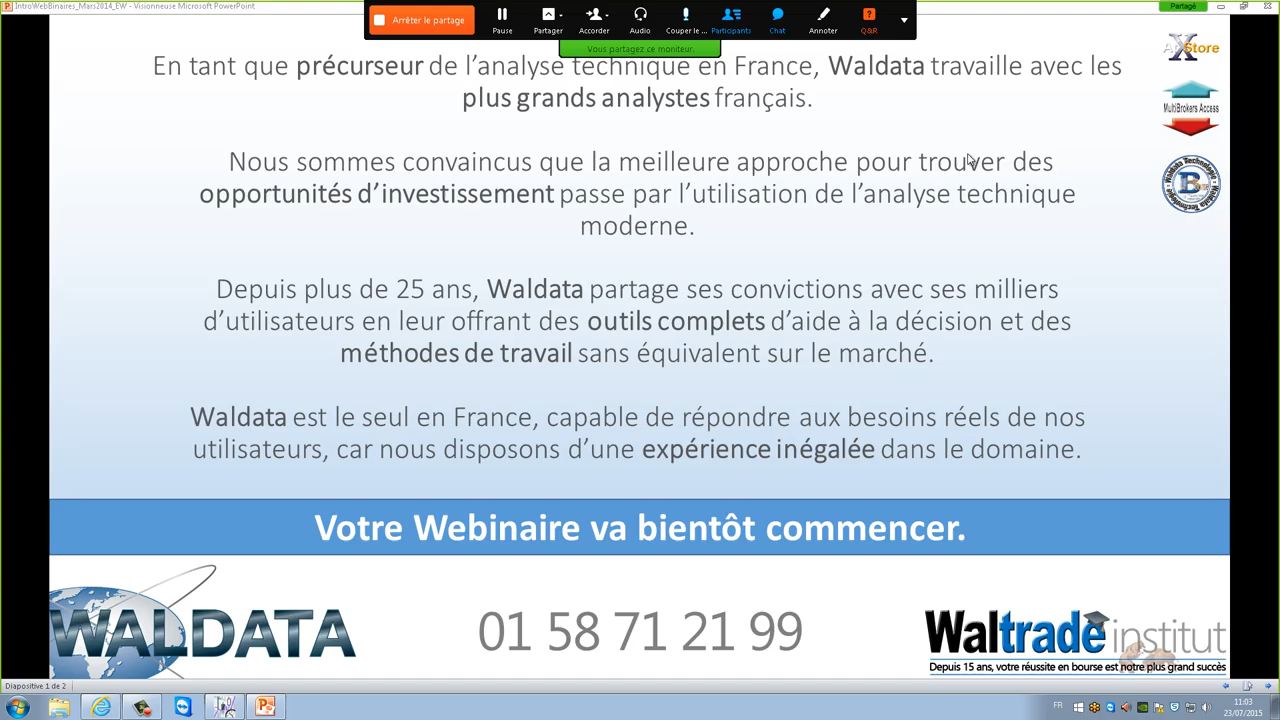 IntroWebBinaires_Mars2014_EW - Visionneuse Microsoft PowerPoint
Partagé
Arrêter le partage
Pause
Partager
Accorder
Audio
Couper le ...
Participants
Chat
Annoter
Q&R
Vous partagez ce moniteur.
En tant que précurseur de l'analyse technique en France, Waldata travaille avec les
plus grands analystes français.
Store
MultiBrokers Access
Nous sommes convaincus que la meilleure approche pour trouver des
opportunités d'investissement passe par l'utilisation de l'analyse technique
moderne.
Depuis plus de 25 ans, Waldata partage ses convictions avec ses milliers
d'utilisateurs en leur offrant des outils complets d'aide à la décision et des
méthodes de travail sans équivalent sur le marché.
Waldata est le seul en France, capable de répondre aux besoins réels de nos
utilisateurs, car nous disposons d'une expérience inégalée dans le domaine.
Votre Webinaire va bientôt commencer.
WALDATA
01 58 71 21 99
Waltrade institut
Depuis 15 ans, votre réussite en bourse est notre plus grand succès
Diapositive 1 de 2
FR
11:03
23/07/2015